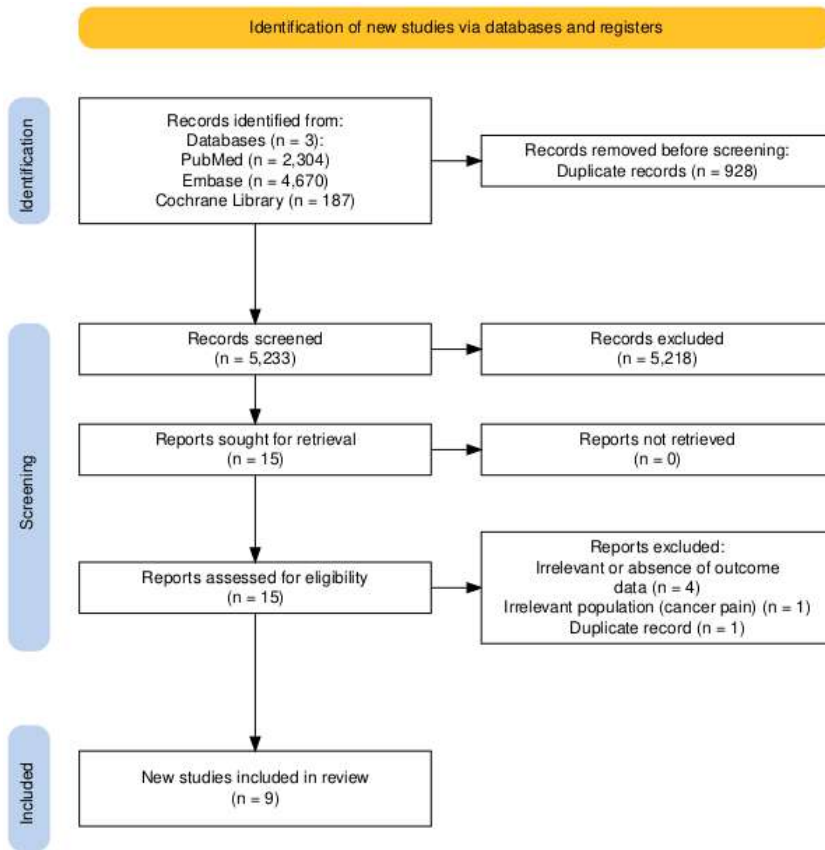 Identification of new studies via databases and registers
Identification
Records identified from:
Databases (n = 3):
PubMed (n = 2,304)
Embase (n = 4,670)
Cochrane Library (n = 187)
Records removed before screening:
Duplicate records (n = 928)
Screening
Records screened
(n = 5,233)
Records excluded
(n = 5,218)
Reports sought for retrieval
(n = 15)
Reports not retrieved
(n = 0)
Reports assessed for eligibility
(n = 15)
Reports excluded:
Irrelevant or absence of outcome
data (n = 4)
Irrelevant population (cancer pain) (n = 1)
Duplicate record (n = 1)
Included
New studies included in review
(n = 9)